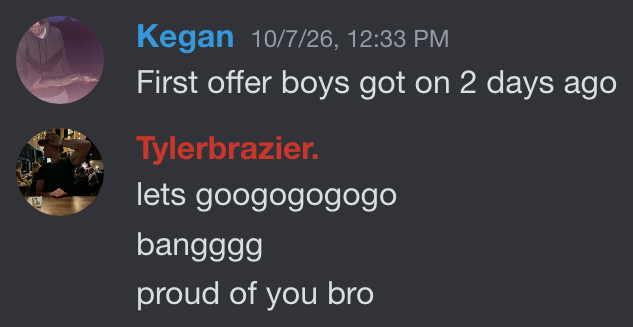 Kegan 10/7/26, 12:33 PM
First offer boys got on 2 days ago
Tylerbrazier.
lets googogogogo
bangggg
proud of you bro